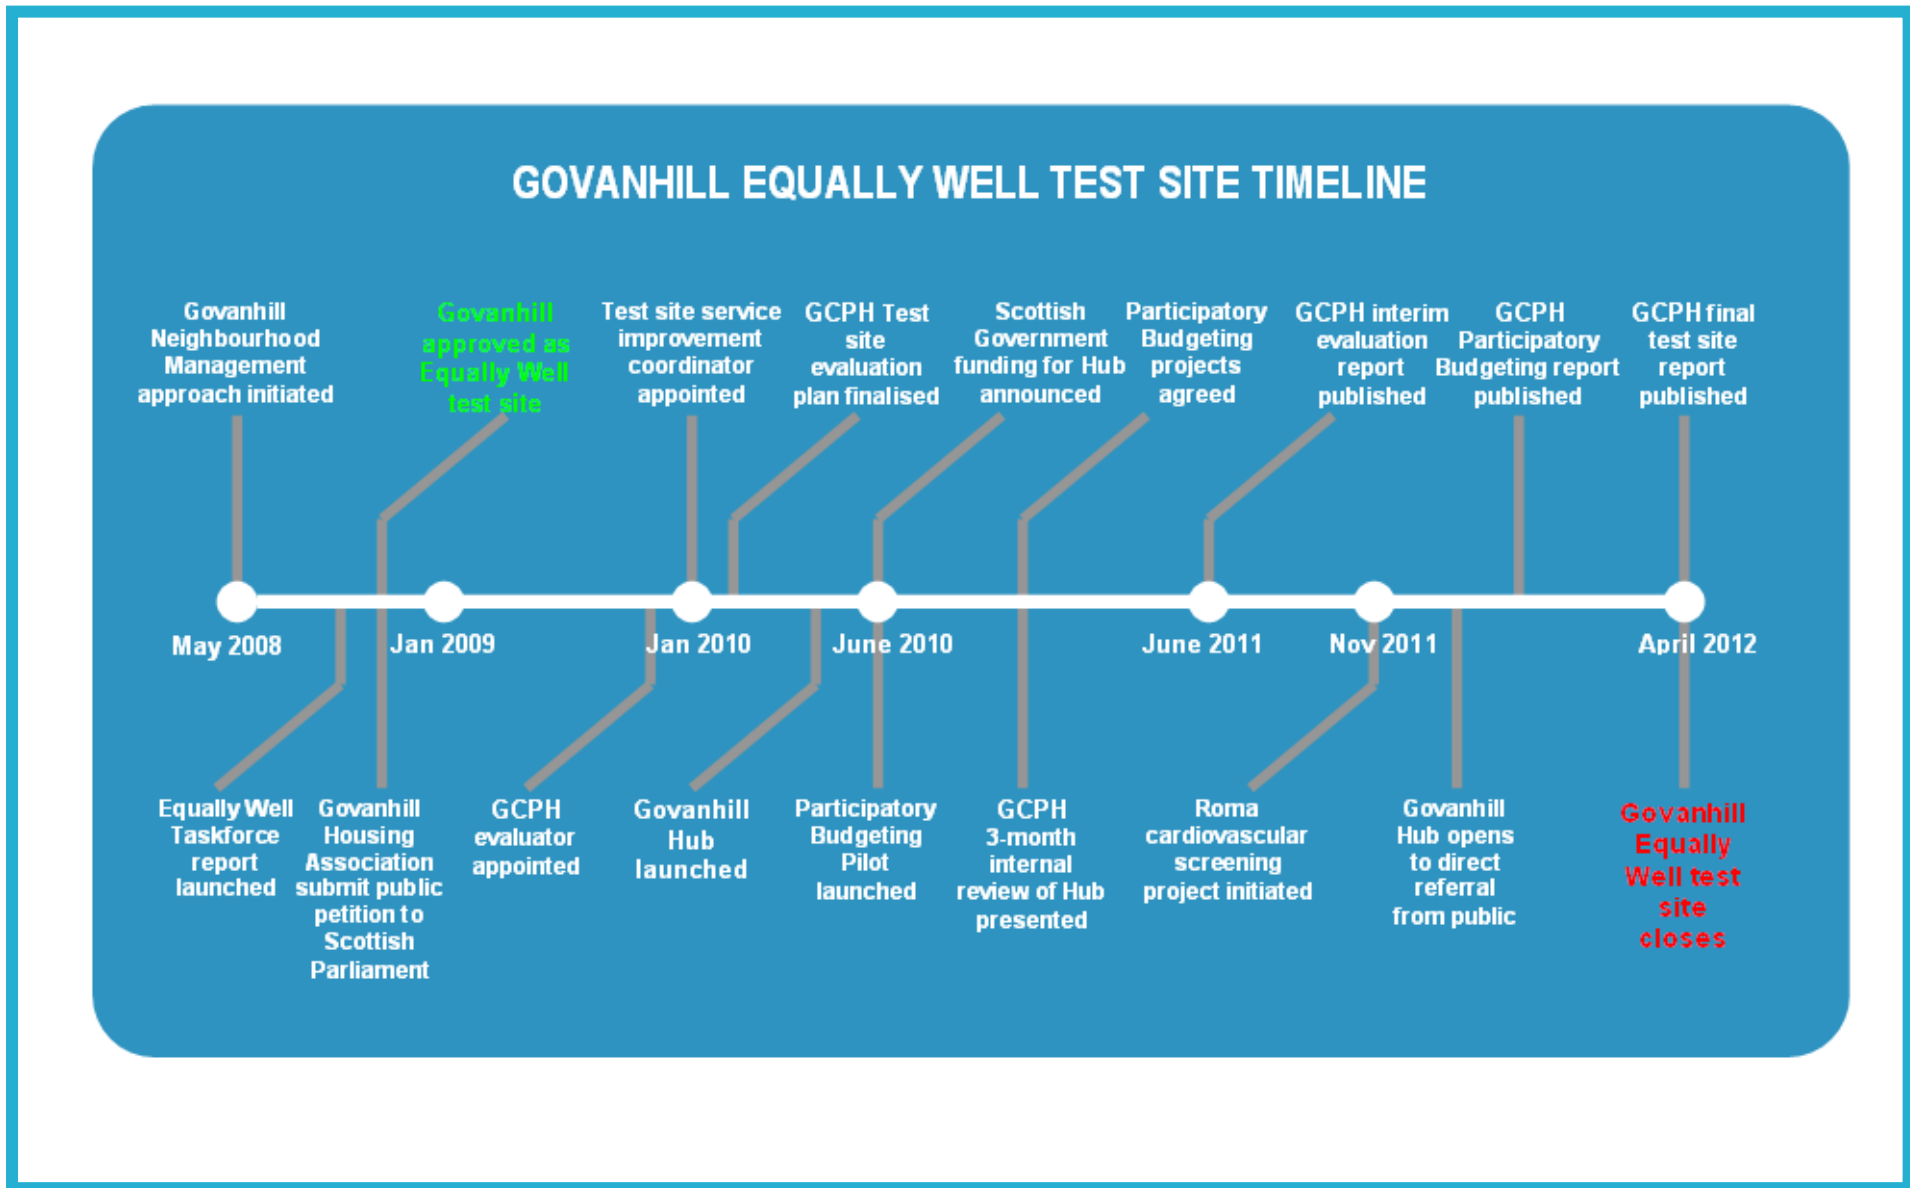 GOVANHILL EQUALLY WELL TEST SITE TIMELINE
Govanhill
Neighbourhood
Management
approach initiated
Govanhill
approved as
Equally Well
test site
Test site service
improvement
coordinator
appointed
GCPH Test
site
evaluation
plan finalised
Scottish
Government
funding for Hub
announced
Participatory
Budgeting
projects
agreed
GCPH interim
evaluation
report
published
GCPH
Participatory
Budgeting report
published
GCPH final
test site
report
published
May 2008
Jan 2009
Jan 2010
June 2010
June 2011
Nov 2011
April 2012
Equally Well
Taskforce
report
launched
Govanhill
Housing
Association
submit public
petition to
Scottish
Parliament
GCPH
evaluator
appointed
Govanhill
Hub
launched
Participatory
Budgeting
Pilot
launched
GCPH
3-month
internal
review of Hub
presented
Roma
cardiovascular
screening
project initiated
Govanhill
Hub opens
to direct
referral
from public
Govanhill
Equally
Well test
site
closes